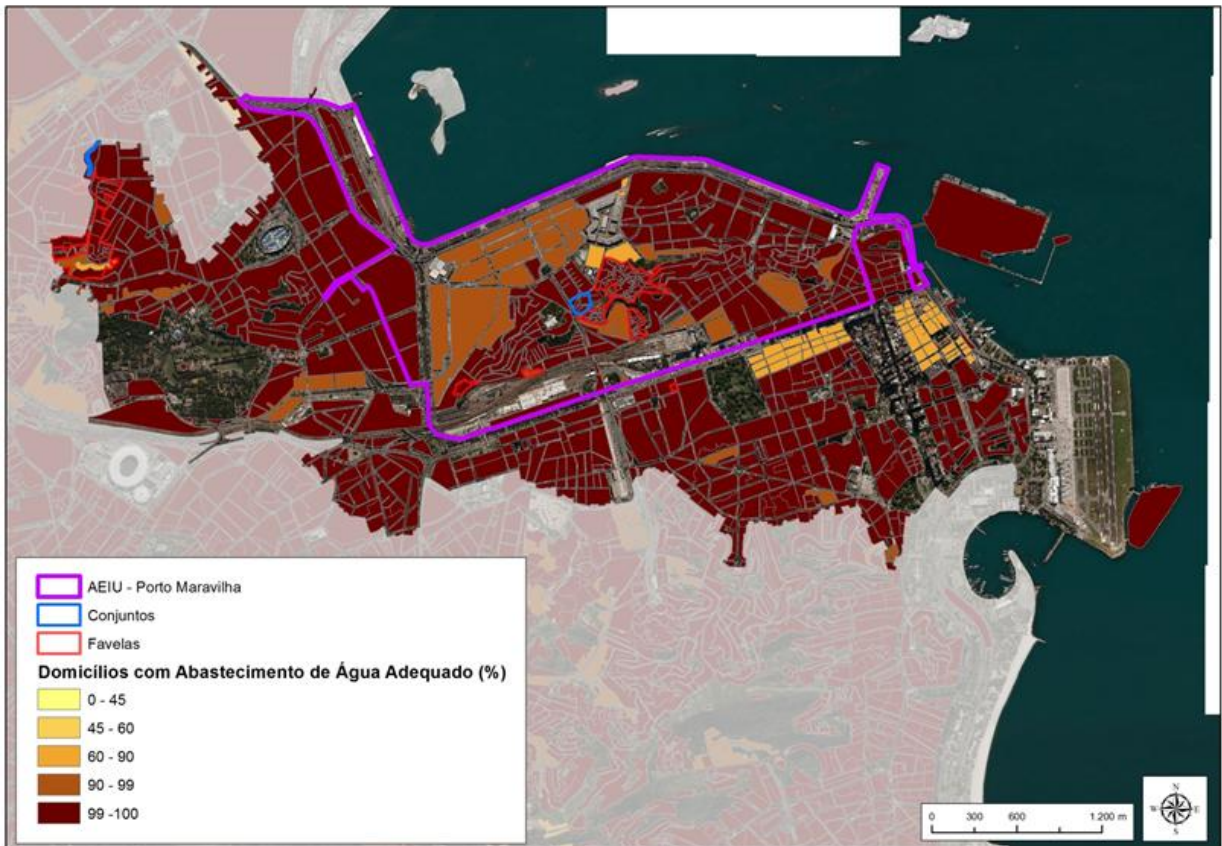 AEIU - Porto Maravilha
Conjuntos
Favelas
Domicílios com Abastecimento de Água Adequado (%)
0 - 45
45 - 60
60 - 90
90 - 99
99 -100
0 300 600 1.200 m
N
W E
S